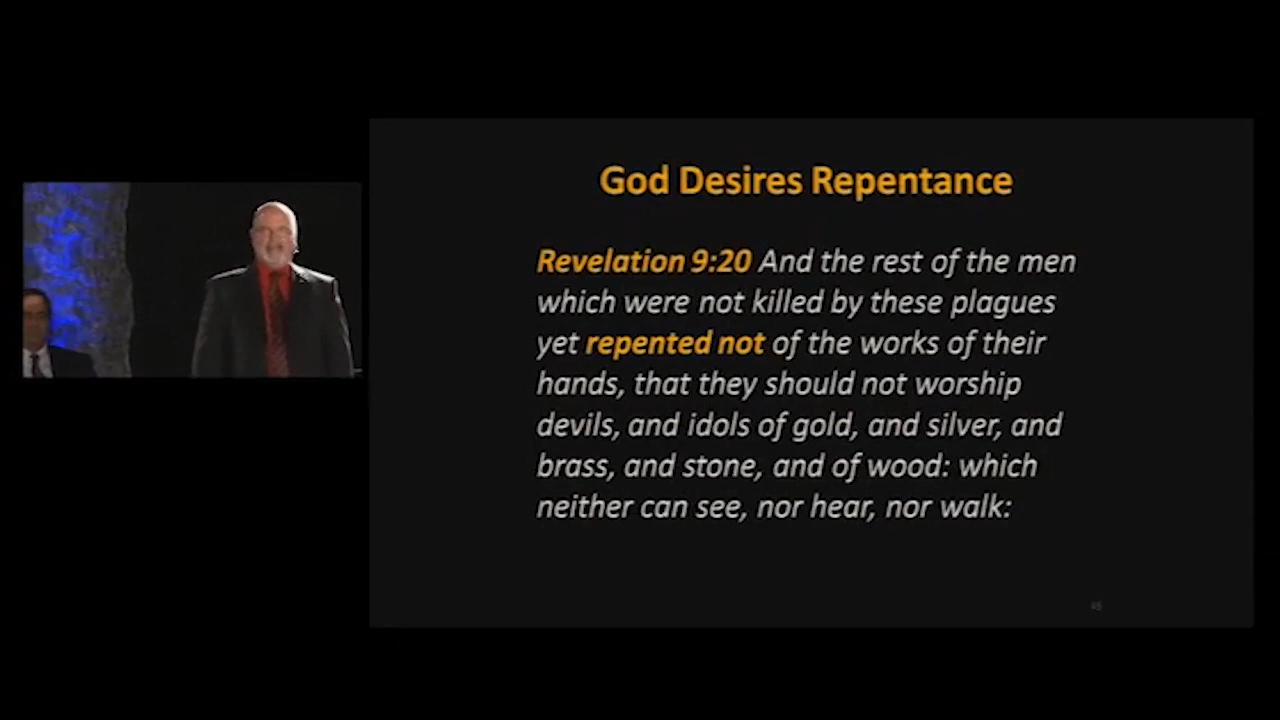 God Desires Repentance
Revelation 9:20 And the rest of the men
which were not killed by these plagues
yet repented not of the works of their
hands, that they should not worship
devils, and idols of gold, and silver, and
brass, and stone, and of wood: which
neither can see, nor hear, nor walk: